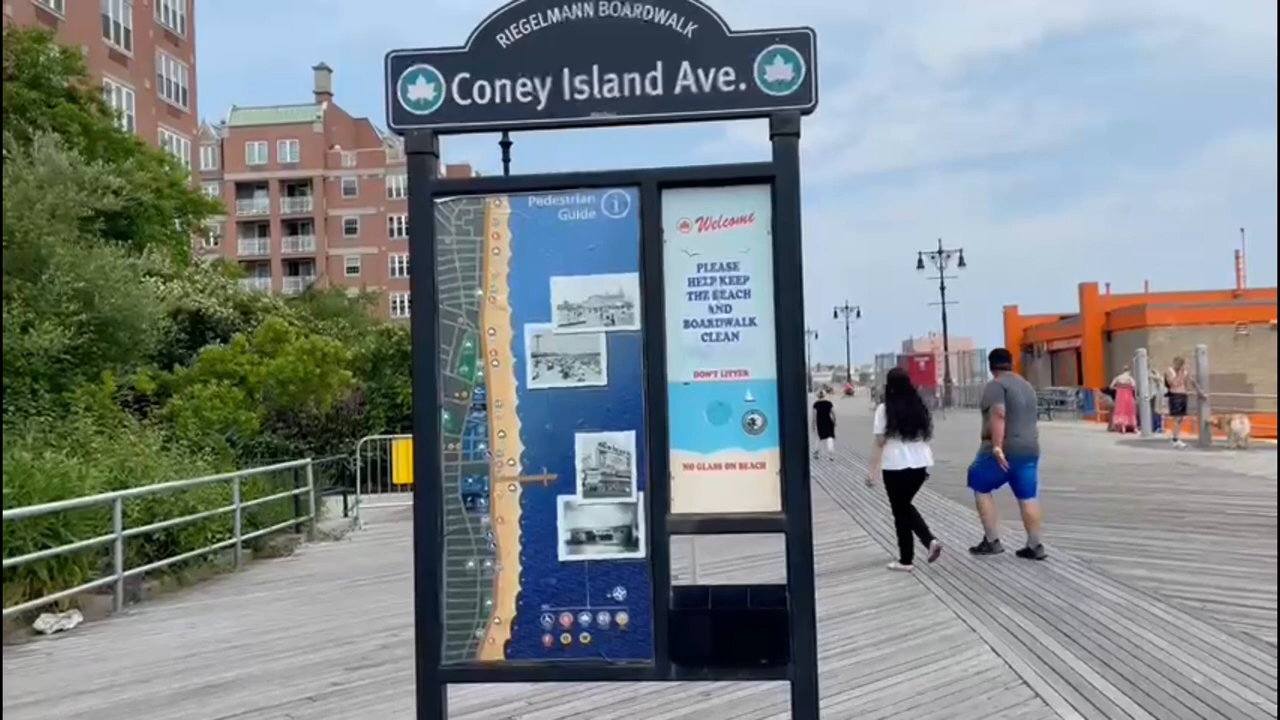 RIEGELMANN BOARDWALK
Coney Island Ave.
Pedestrian
Guide
i
Welcome
PLEASE
HELP KEEP
THE BEACH
AND
BOARDWALK
CLEAN
DON'T LITTER
NO GLASS ON BEACH